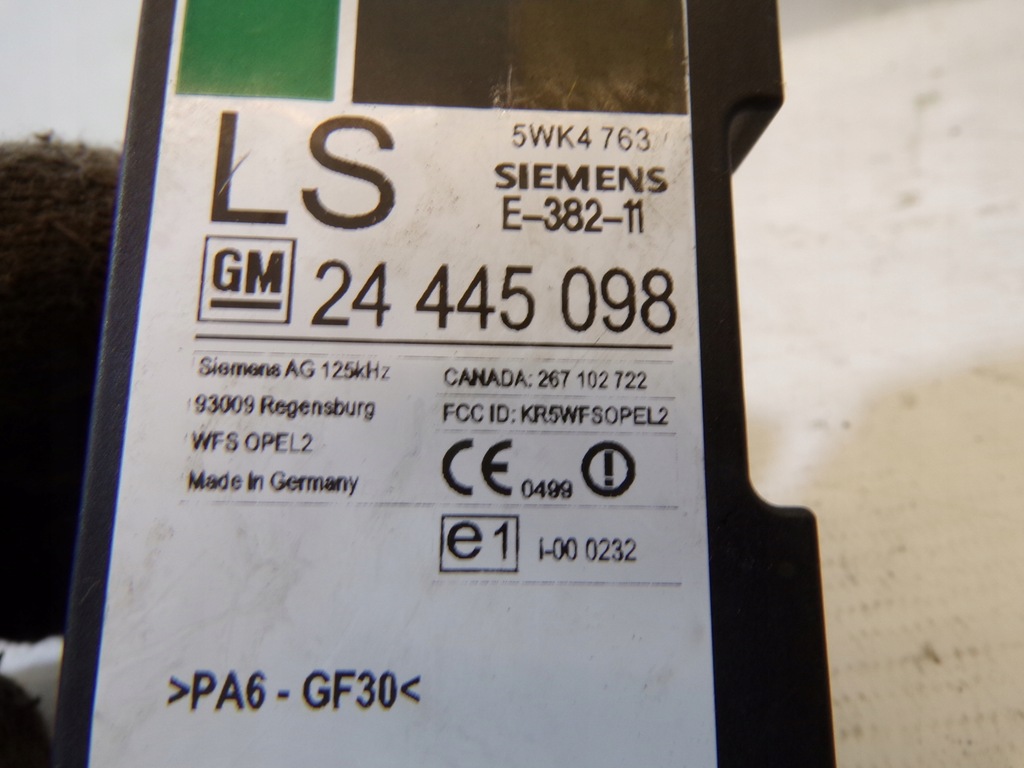 LS
5WK4 763
SIEMENS
E-382-11
GM 24 445 098
Siemens AG 125kHz
93009 Regensburg
WFS OPEL2
Made In Germany
CANADA: 267 102 722
FCC ID: KR5WFSOPEL2
CE 0499
e1 I-00 0232
>PA6 - GF30<